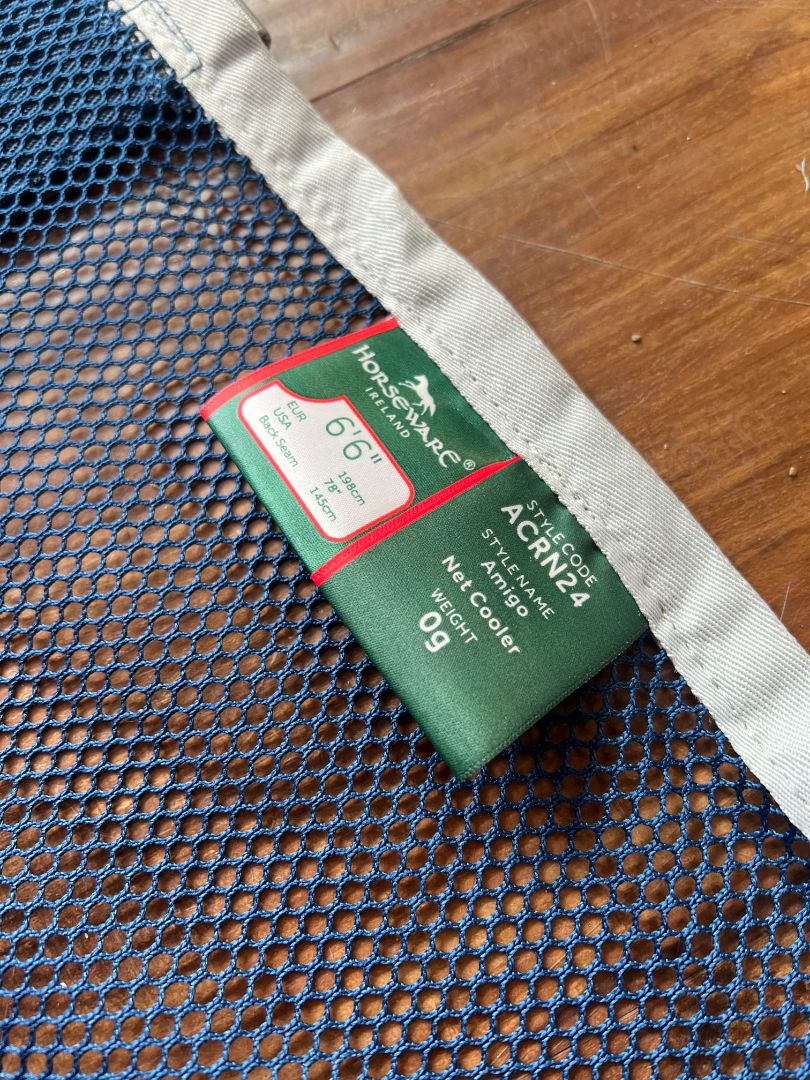 HORSEWARE®
IRELAND
6'6"
EUR 198cm
USA 78"
Back Seam 145cm
STYLE CODE
ACRN24
STYLE NAME
Amigo
Net Cooler
WEIGHT
0g